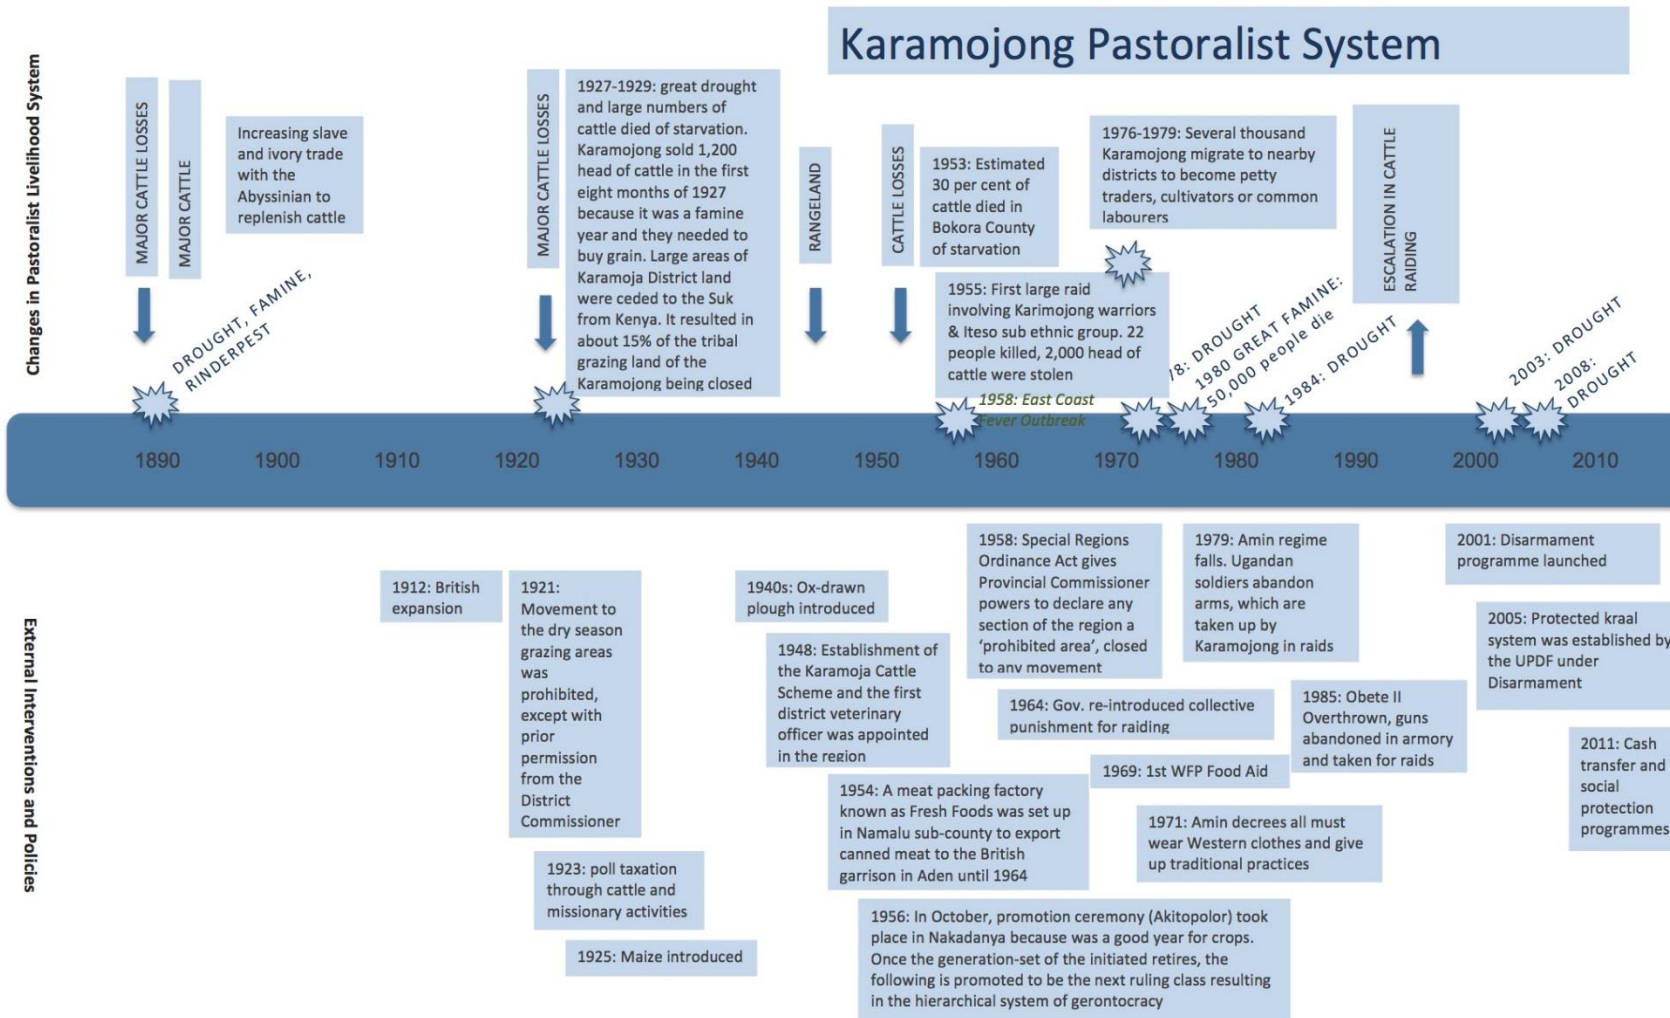 Karamojong Pastoralist System
Changes in Pastoralist Livelihood System
MAJOR CATTLE LOSSES
MAJOR CATTLE
Increasing slave
and ivory trade
with the
Abyssinian to
replenish cattle
DROUGHT, FAMINE,
RINDERPEST
MAJOR CATTLE LOSSES
1927-1929: great drought
and large numbers of
cattle died of starvation.
Karamojong sold 1,200
head of cattle in the first
eight months of 1927
because it was a famine
year and they needed to
buy grain. Large areas of
Karamoja District land
were ceded to the Suk
from Kenya. It resulted in
about 15% of the tribal
grazing land of the
Karamojong being closed
RANGELAND
CATTLE LOSSES
1953: Estimated
30 per cent of
cattle died in
Bokora County
of starvation
1955: First large raid
involving Karimojong warriors
& Iteso sub ethnic group. 22
people killed, 2,000 head of
cattle were stolen
1958: East Coast
Fever Outbreak
1976-1979: Several thousand
Karamojong migrate to nearby
districts to become petty
traders, cultivators or common
labourers
78: DROUGHT
1980 GREAT FAMINE:
50,000 people die
1984: DROUGHT
ESCALATION IN CATTLE
RAIDING
2003: DROUGHT
2008:
DROUGHT
1890 1900 1910 1920 1930 1940 1950 1960 1970 1980 1990 2000 2010
External Interventions and Policies
1912: British
expansion
1921:
Movement to
the dry season
grazing areas
was
prohibited,
except with
prior
permission
from the
District
Commissioner
1923: poll taxation
through cattle and
missionary activities
1925: Maize introduced
1940s: Ox-drawn
plough introduced
1948: Establishment of
the Karamoja Cattle
Scheme and the first
district veterinary
officer was appointed
in the region
1954: A meat packing factory
known as Fresh Foods was set up
in Namalu sub-county to export
canned meat to the British
garrison in Aden until 1964
1956: In October, promotion ceremony (Akitopolor) took
place in Nakadanya because was a good year for crops.
Once the generation-set of the initiated retires, the
following is promoted to be the next ruling class resulting
in the hierarchical system of gerontocracy
1958: Special Regions
Ordinance Act gives
Provincial Commissioner
powers to declare any
section of the region a
‘prohibited area’, closed
to any movement
1964: Gov. re-introduced collective
punishment for raiding
1969: 1st WFP Food Aid
1971: Amin decrees all must
wear Western clothes and give
up traditional practices
1979: Amin regime
falls. Ugandan
soldiers abandon
arms, which are
taken up by
Karamojong in raids
1985: Obete II
Overthrown, guns
abandoned in armory
and taken for raids
2001: Disarmament
programme launched
2005: Protected kraal
system was established by
the UPDF under
Disarmament
2011: Cash
transfer and
social
protection
programmes